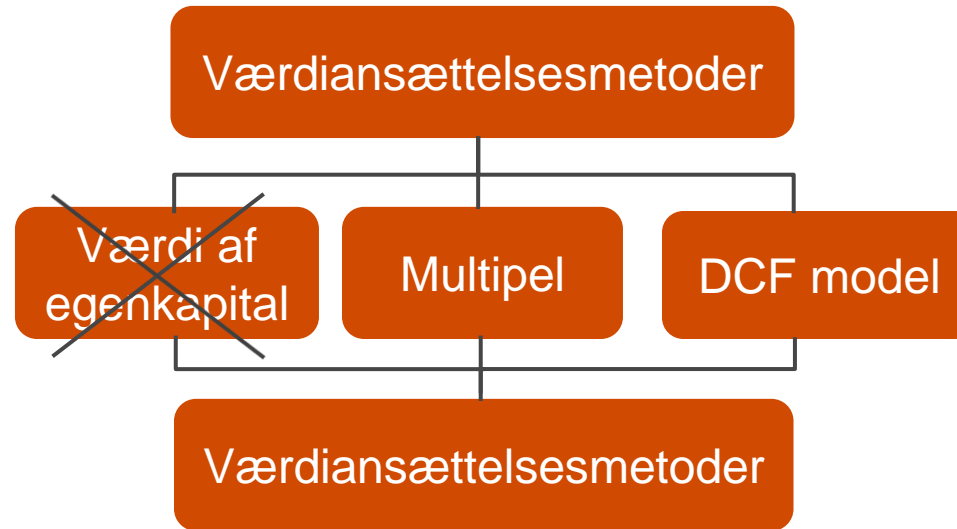 Værdiansættelsesmetoder
Værdi af
egenkapital
Multipel
DCF model
Værdiansættelsesmetoder